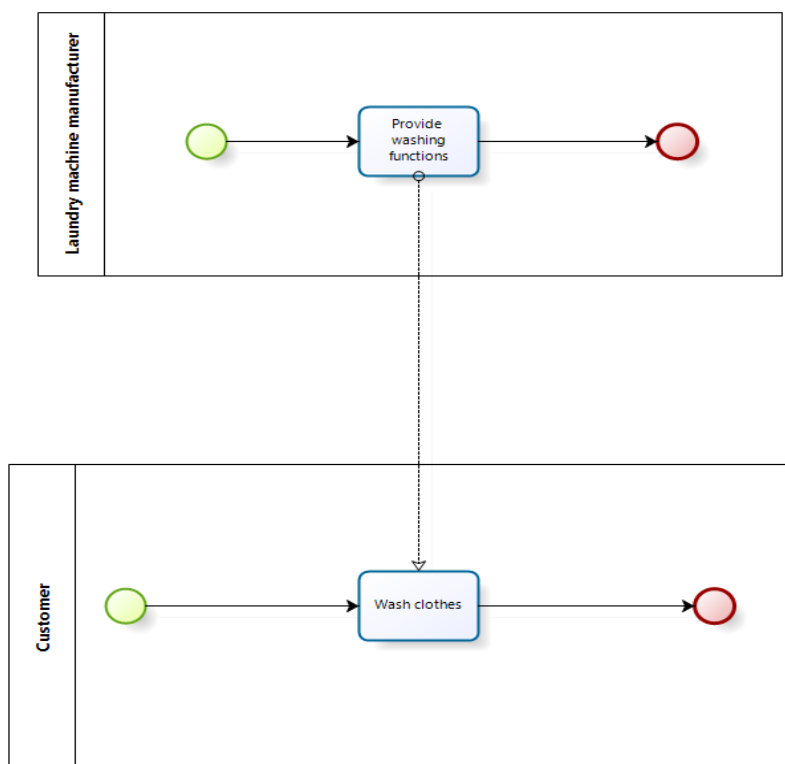 Laundry machine manufacturer
Provide
washing
functions
Customer
Wash clothes